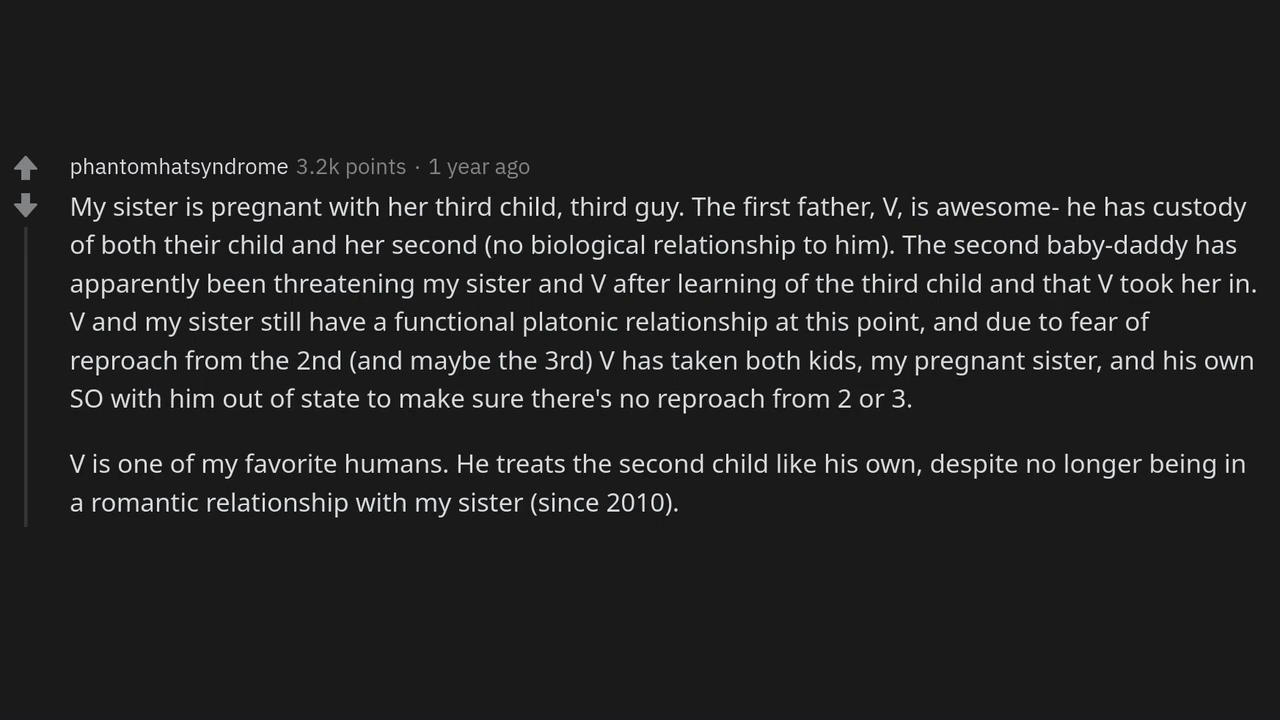 phantomhatsyndrome 3.2k points · 1 year ago
My sister is pregnant with her third child, third guy. The first father, V, is awesome- he has custody
of both their child and her second (no biological relationship to him). The second baby-daddy has
apparently been threatening my sister and V after learning of the third child and that V took her in.
V and my sister still have a functional platonic relationship at this point, and due to fear of
reproach from the 2nd (and maybe the 3rd) V has taken both kids, my pregnant sister, and his own
SO with him out of state to make sure there's no reproach from 2 or 3.
V is one of my favorite humans. He treats the second child like his own, despite no longer being in
a romantic relationship with my sister (since 2010).